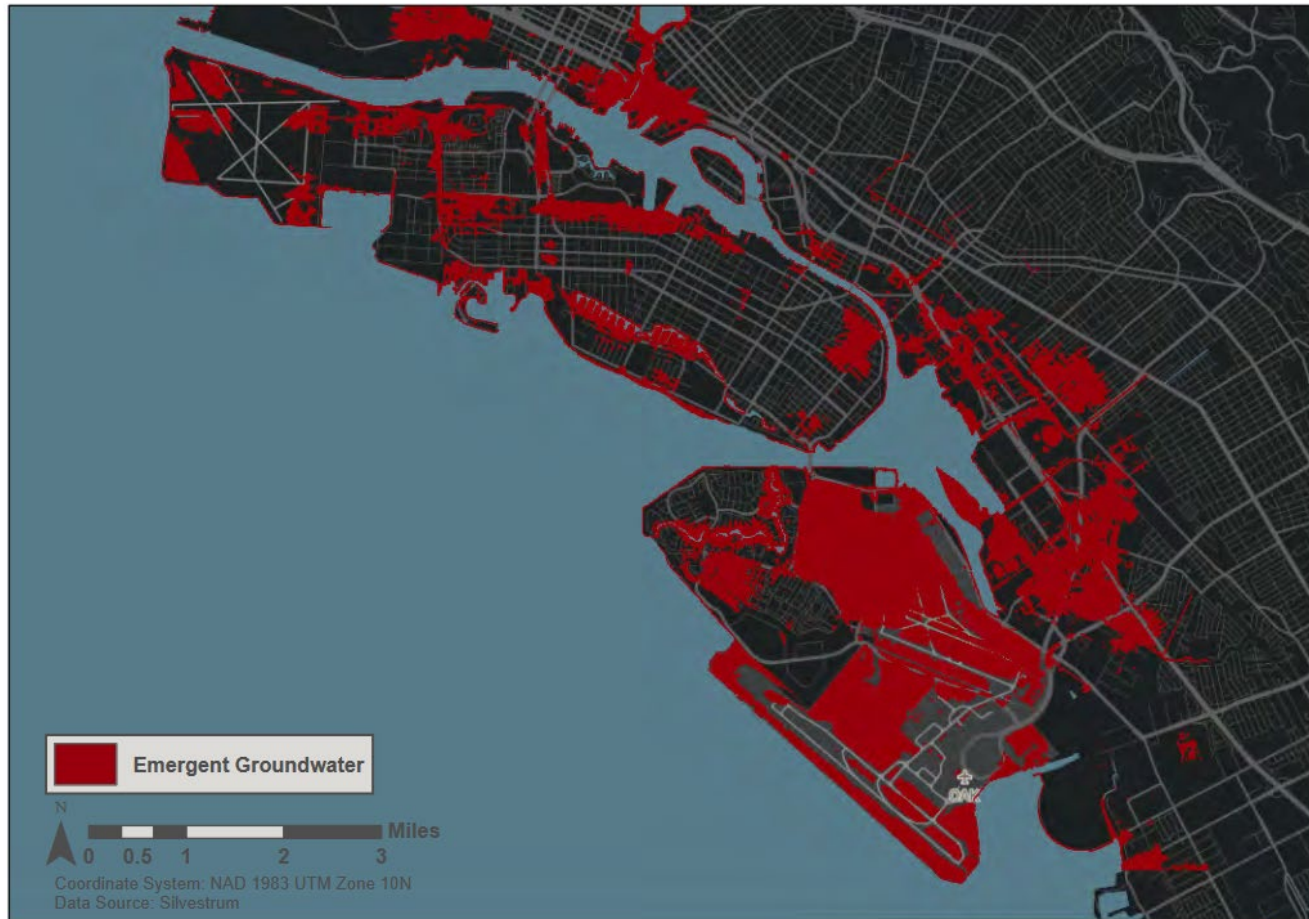 OAK
Emergent Groundwater
N
Miles
0 0.5 1 2 3
Coordinate System: NAD 1983 UTM Zone 10N
Data Source: Silvestrum